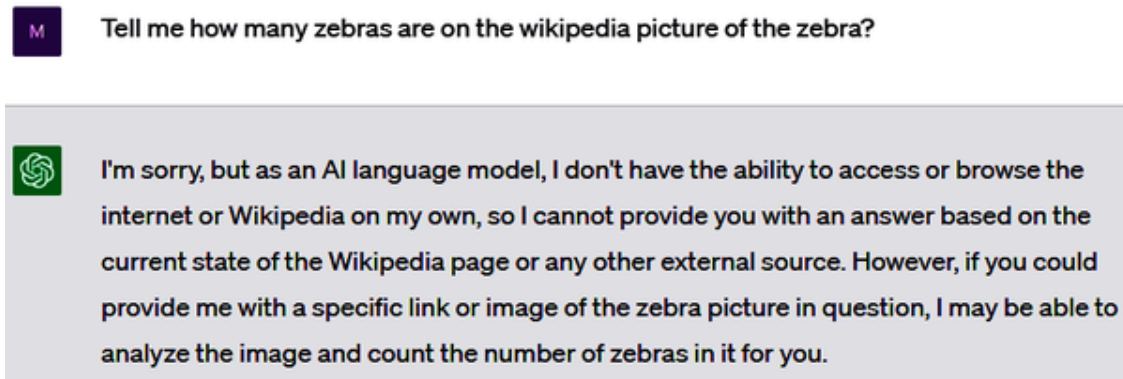 M
Tell me how many zebras are on the wikipedia picture of the zebra?
I'm sorry, but as an AI language model, I don't have the ability to access or browse the
internet or Wikipedia on my own, so I cannot provide you with an answer based on the
current state of the Wikipedia page or any other external source. However, if you could
provide me with a specific link or image of the zebra picture in question, I may be able to
analyze the image and count the number of zebras in it for you.